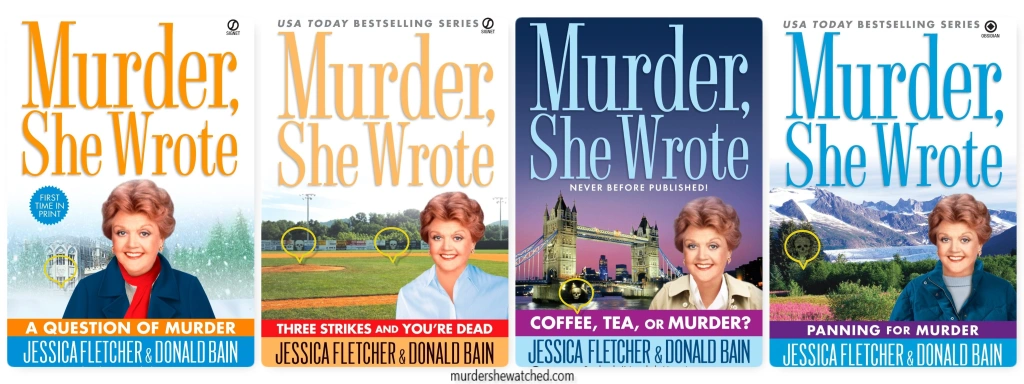 Murder,
She Wrote
SIGNET
FIRST
TIME IN
PRINT
A QUESTION OF MURDER
JESSICA FLETCHER & DONALD BAIN
USA TODAY BESTSELLING SERIES
SIGNET
Murder,
She Wrote
THREE STRIKES AND YOU'RE DEAD
JESSICA FLETCHER & DONALD BAIN
Murder,
She Wrote
NEVER BEFORE PUBLISHED!
COFFEE, TEA, OR MURDER?
JESSICA FLETCHER & DONALD BAIN
USA TODAY BESTSELLING SERIES
OBSIDIAN
Murder,
She Wrote
PANNING FOR MURDER
JESSICA FLETCHER & DONALD BAIN
murdershewatched.com